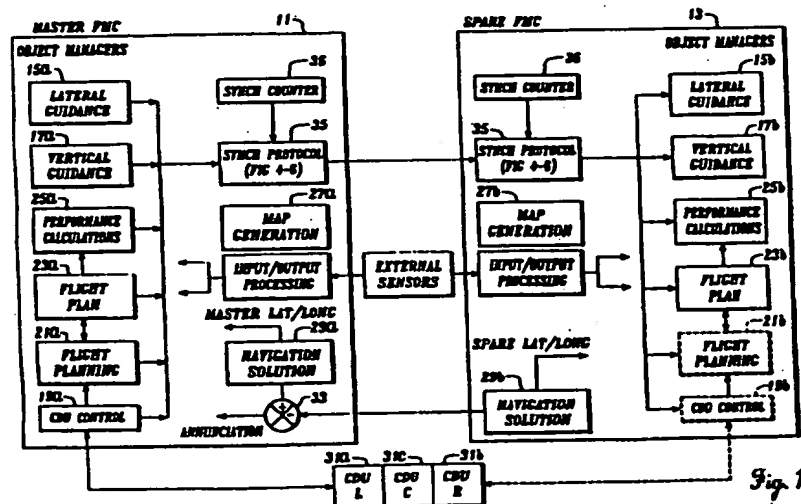 MASTER FMC
11
OBJECT MANAGERS
15a
LATERAL
GUIDANCE
17a
VERTICAL
GUIDANCE
25a
PERFORMANCE
CALCULATIONS
23a
FLIGHT
PLAN
21a
FLIGHT
PLANNING
19a
CDU CONTROL
36
SYNCH COUNTER
35
SYNCH PROTOCOL
(FIG 4-6)
27a
MAP
GENERATION
INPUT/OUTPUT
PROCESSING
MASTER LAT/LONG
29a
NAVIGATION
SOLUTION
33
ANNUNCIATION
EXTERNAL
SENSORS
SPARE FMC
13
OBJECT MANAGERS
36
SYNCH COUNTER
35
SYNCH PROTOCOL
(FIG 4-6)
27b
MAP
GENERATION
INPUT/OUTPUT
PROCESSING
SPARE LAT/LONG
29b
NAVIGATION
SOLUTION
15b
LATERAL
GUIDANCE
17b
VERTICAL
GUIDANCE
25b
PERFORMANCE
CALCULATIONS
23b
FLIGHT
PLAN
21b
FLIGHT
PLANNING
19b
CDU CONTROL
31a
31c
31b
CDU
L
CDU
C
CDU
R
Fig. 1